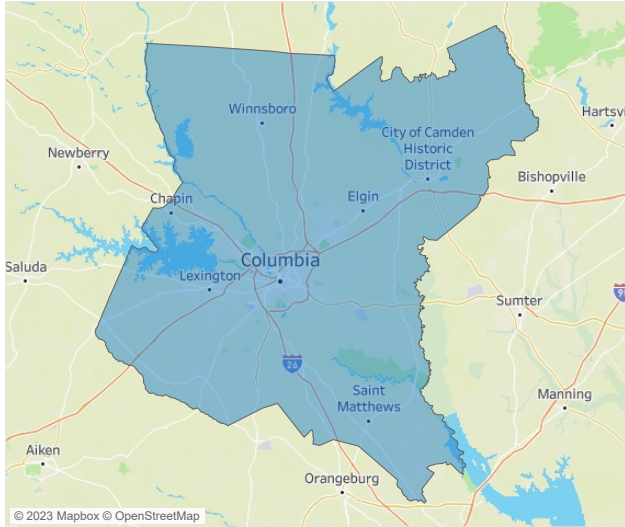 Winnsboro
Hartsv
City of Camden
Historic
District
Newberry
Bishopville
Chapin
Elgin
Columbia
Saluda
Lexington
Sumter
26
Saint
Matthews
Manning
Aiken
Orangeburg
© 2023 Mapbox © OpenStreetMap